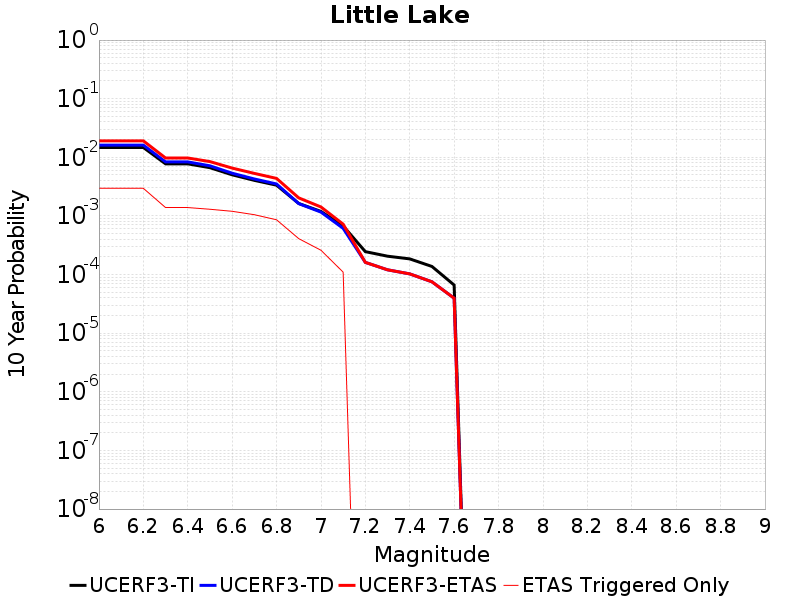 Little Lake
10^0
10^-1
10^-2
10^-3
10^-4
10^-5
10^-6
10^-7
10^-8
10 Year Probability
6 6.2 6.4 6.6 6.8 7 7.2 7.4 7.6 7.8 8 8.2 8.4 8.6 8.8 9
Magnitude
UCERF3-TI UCERF3-TD UCERF3-ETAS ETAS Triggered Only